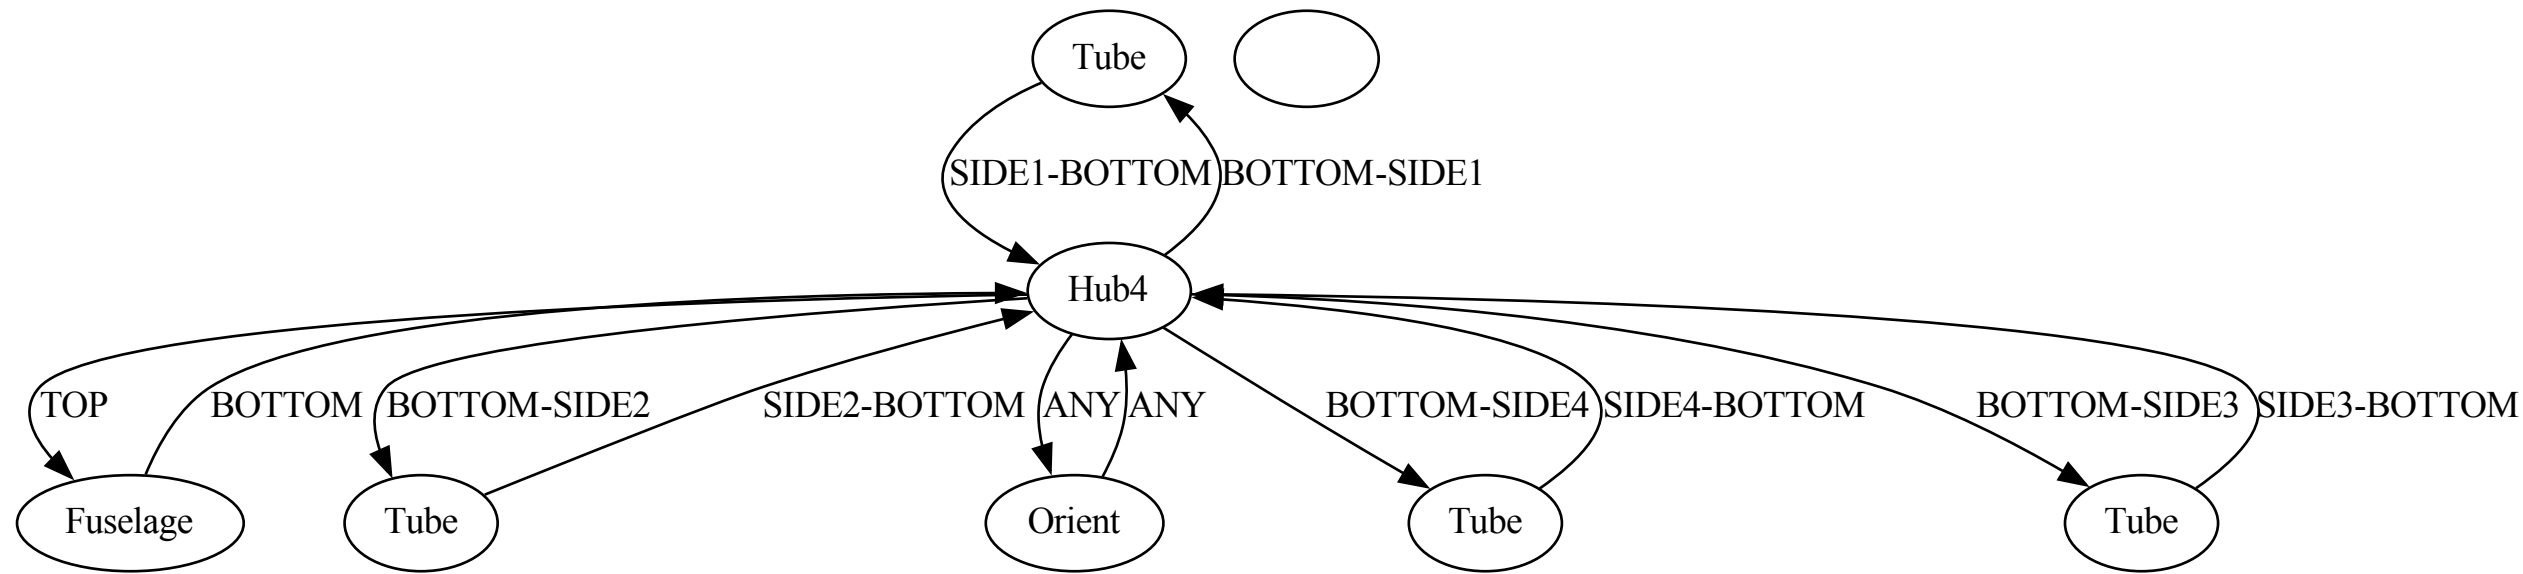 Tube
SIDE1-BOTTOM
BOTTOM-SIDE1
Hub4
TOP
BOTTOM
BOTTOM-SIDE2
SIDE2-BOTTOM
ANY
ANY
BOTTOM-SIDE4
SIDE4-BOTTOM
BOTTOM-SIDE3
SIDE3-BOTTOM
Fuselage
Tube
Orient
Tube
Tube